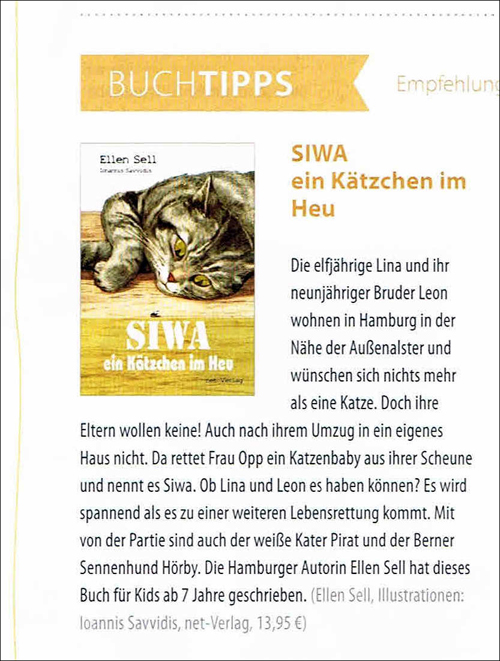 BUCHTIPPS
Empfehlung
Ellen Sell
Ioannis Savvidis
SIWA
ein Kätzchen im Heu
net-Verlag
SIWA
ein Kätzchen im
Heu
Die elfjährige Lina und ihr
neunjähriger Bruder Leon
wohnen in Hamburg in der
Nähe der Außenalster und
wünschen sich nichts mehr
als eine Katze. Doch ihre
Eltern wollen keine! Auch nach ihrem Umzug in ein eigenes
Haus nicht. Da rettet Frau Opp ein Katzenbaby aus ihrer Scheune
und nennt es Siwa. Ob Lina und Leon es haben können? Es wird
spannend als es zu einer weiteren Lebensrettung kommt. Mit
von der Partie sind auch der weiße Kater Pirat und der Berner
Sennenhund Hörby. Die Hamburger Autorin Ellen Sell hat dieses
Buch für Kids ab 7 Jahre geschrieben. (Ellen Sell, Illustrationen:
Ioannis Savvidis, net-Verlag, 13,95 €)